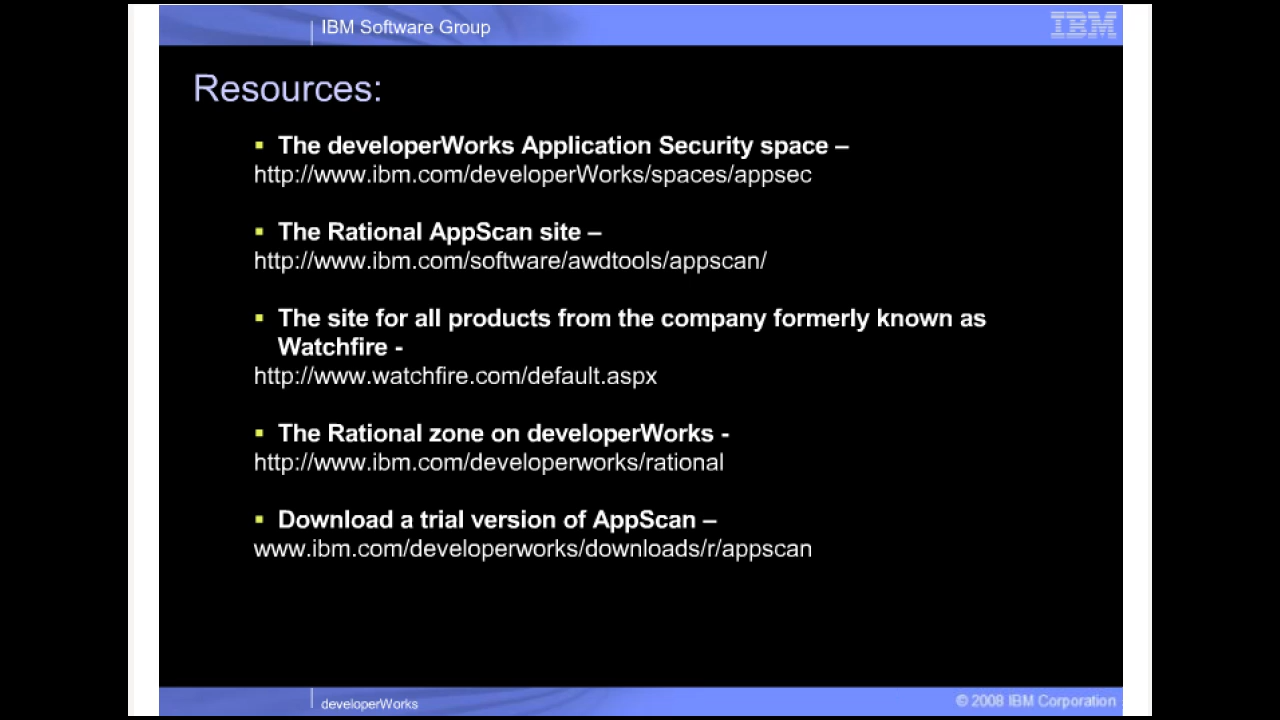 IBM Software Group
IBM
Resources:
▪ The developerWorks Application Security space –
http://www.ibm.com/developerWorks/spaces/appsec
▪ The Rational AppScan site –
http://www.ibm.com/software/awdtools/appscan/
▪ The site for all products from the company formerly known as
Watchfire -
http://www.watchfire.com/default.aspx
▪ The Rational zone on developerWorks -
http://www.ibm.com/developerworks/rational
▪ Download a trial version of AppScan –
www.ibm.com/developerworks/downloads/r/appscan
developerWorks
© 2008 IBM Corporation